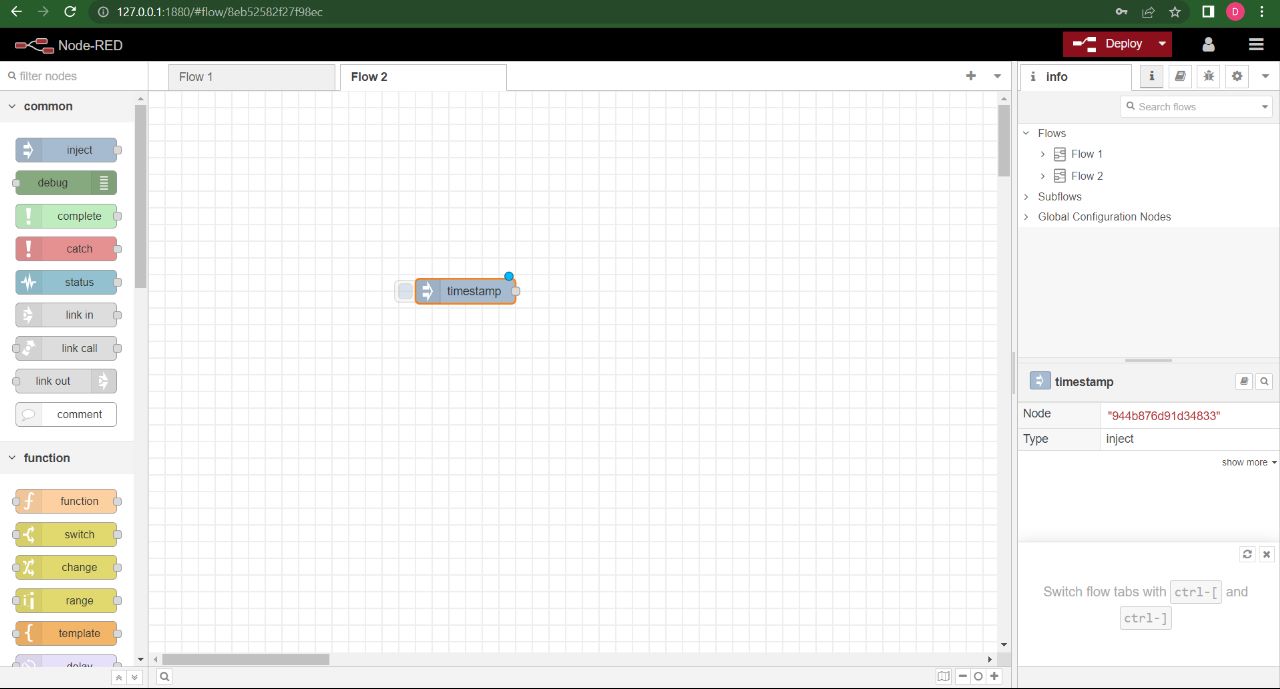 127.0.0.1:1880/#flow/8eb52582f27f98ec
D
Node-RED
Deploy
filter nodes
Flow 1
Flow 2
info
common
inject
debug
complete
catch
status
link in
link call
link out
comment
function
function
switch
change
range
template
delay
timestamp
Search flows
Flows
Flow 1
Flow 2
Subflows
Global Configuration Nodes
timestamp
Node "944b876d91d34833"
Type inject
show more
Switch flow tabs with ctrl-[ and
ctrl-]